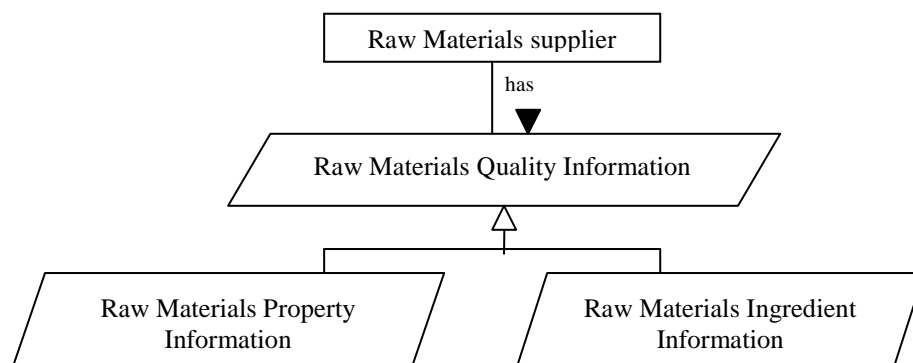 Raw Materials supplier
has
Raw Materials Quality Information
Raw Materials Property
Information
Raw Materials Ingredient
Information